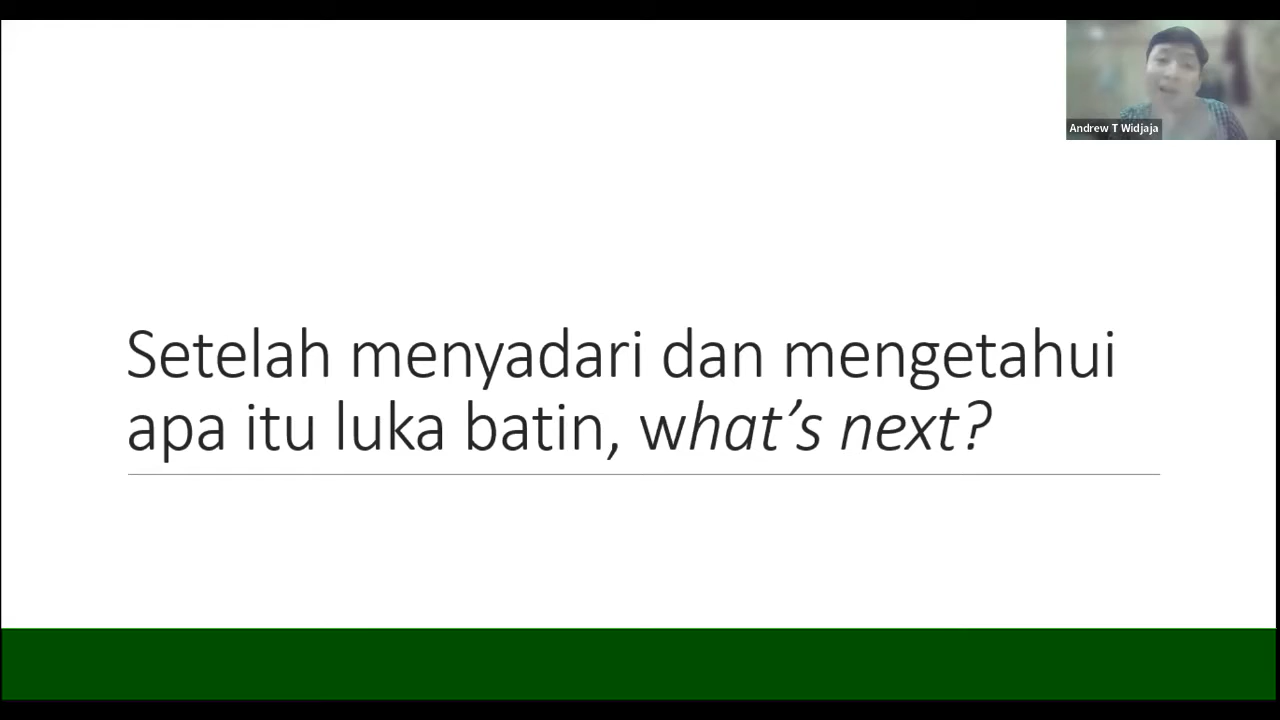 Andrew T Widjaja
Setelah menyadari dan mengetahui
apa itu luka batin, what’s next?